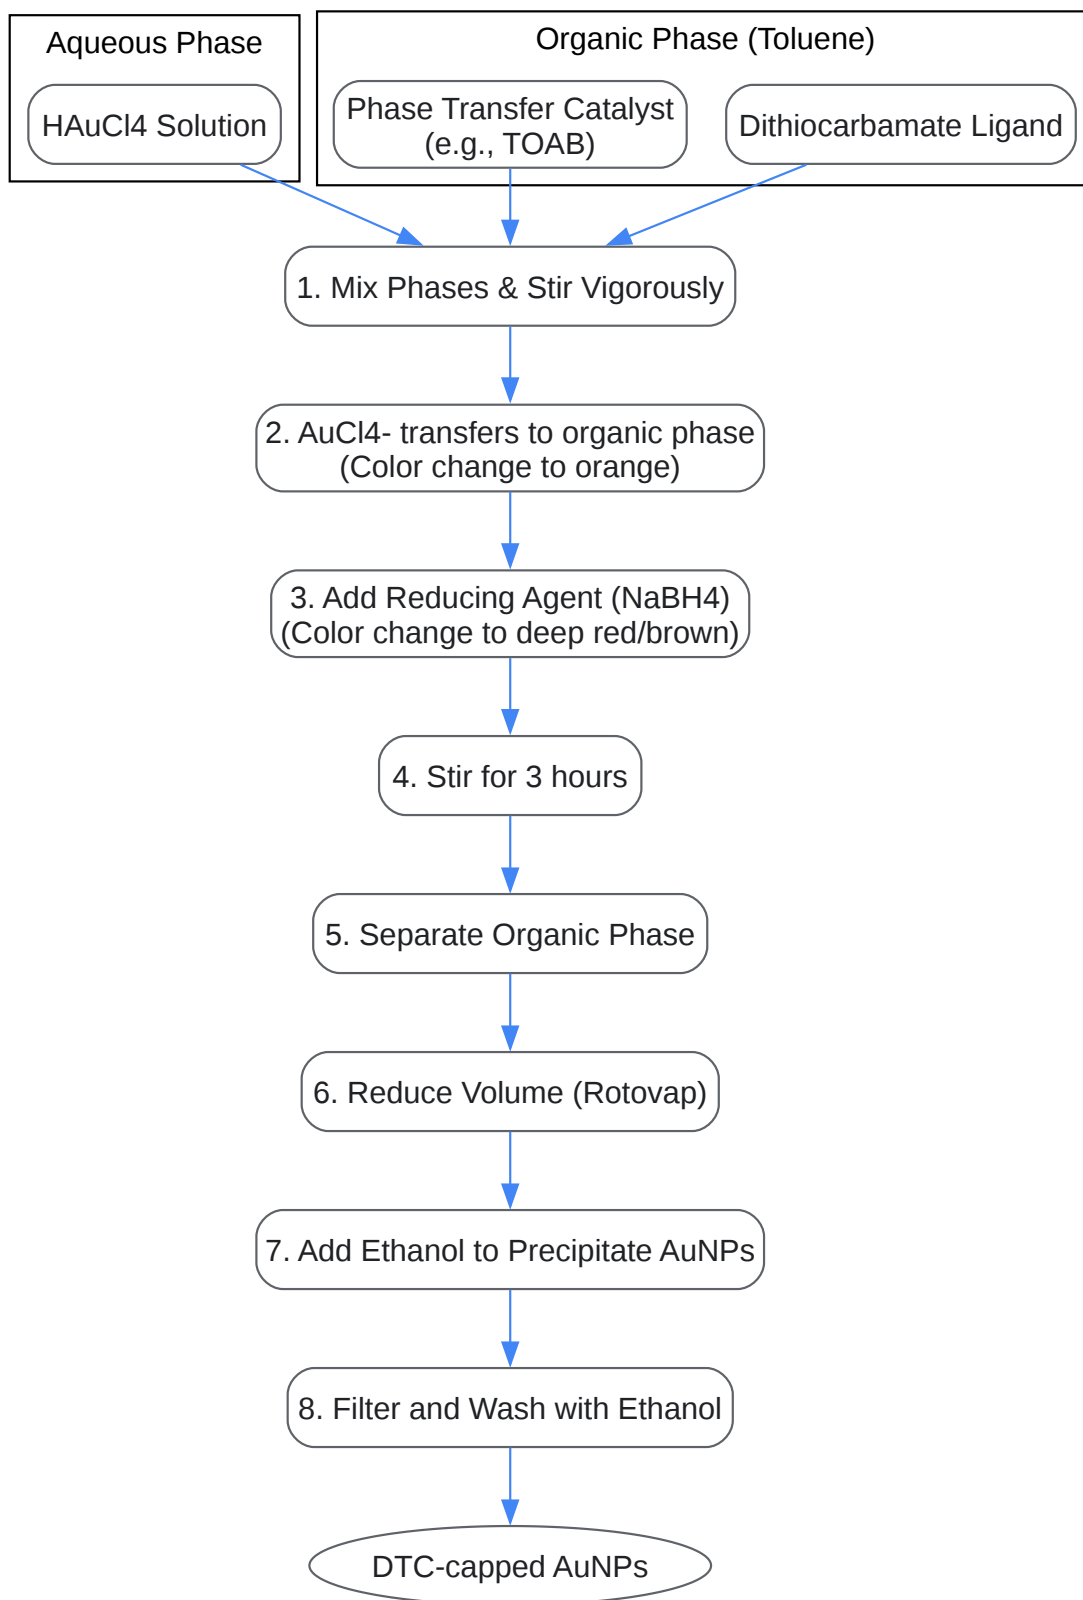 Aqueous Phase
Organic Phase (Toluene)
HAuCl4 Solution
Phase Transfer Catalyst
(e.g., TOAB)
Dithiocarbamate Ligand
1. Mix Phases & Stir Vigorously
2. AuCl4- transfers to organic phase
(Color change to orange)
3. Add Reducing Agent (NaBH4)
(Color change to deep red/brown)
4. Stir for 3 hours
5. Separate Organic Phase
6. Reduce Volume (Rotovap)
7. Add Ethanol to Precipitate AuNPs
8. Filter and Wash with Ethanol
DTC-capped AuNPs